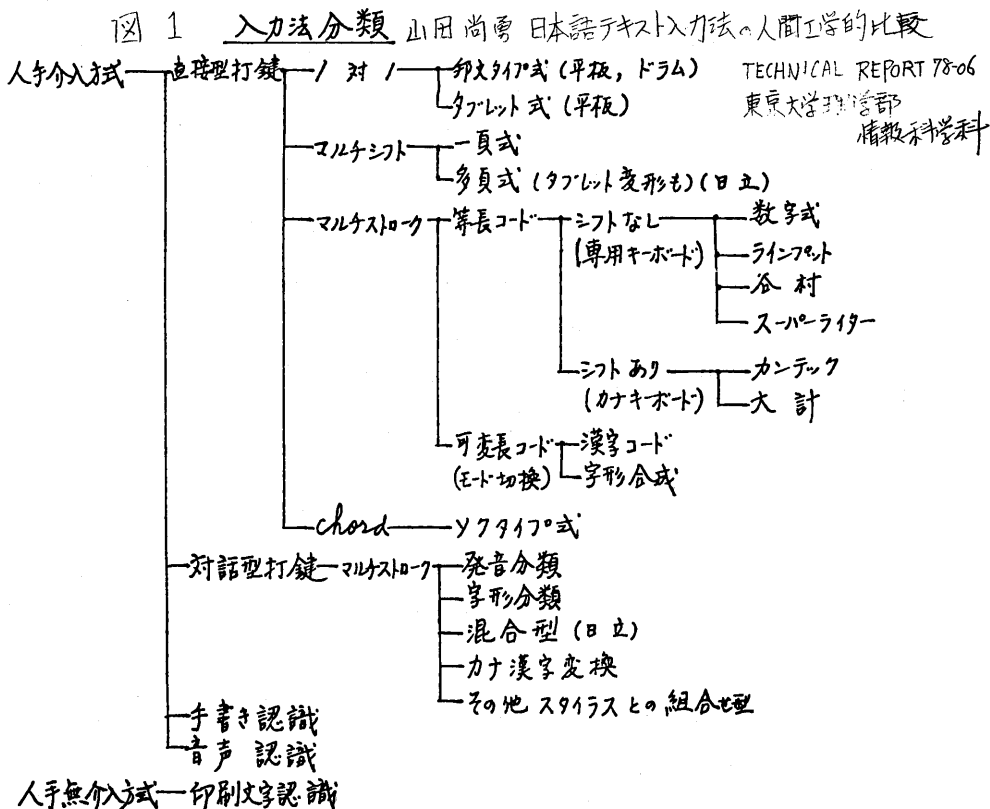 図 1 入力法分類 山田尚勇 日本語テキスト入力法の人間工学的比較
人手介入方式 直接型打鍵 1 対 1 邦文タイプ式 (平板, ドラム) TECHNICAL REPORT 78-06
タブレット式 (平板) 東京大学理学部
情報科学科
マルチシフト 一頁式
多頁式 (タブレット変形も) (日立)
マルチストローク 等長コード シフトなし 数字式
(専用キーボード) ラインプット
谷村
スーパーライター
シフトあり カンテック
(カナキーボード) 大計
可変長コード 漢字コード
(モード切換) 字形合成
chord ソクタイプ式
対話型打鍵 マルチストローク 発音分類
字形分類
混合型 (日立)
カナ漢字変換
その他 スタイラスとの組合せ型
手書き認識
音声認識
人手無介入方式 印刷文字認識